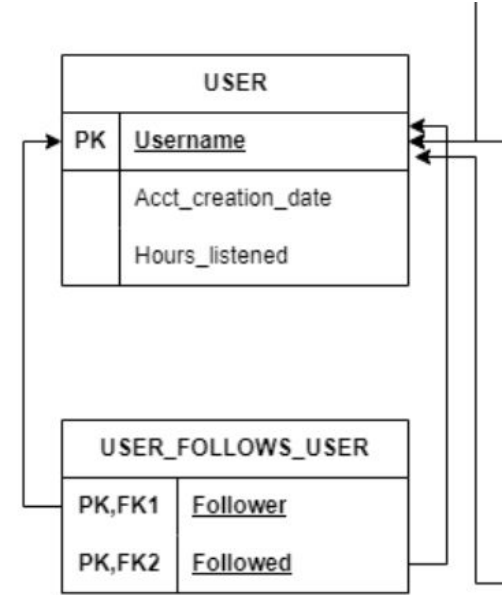 USER
PK Username
Acct_creation_date
Hours_listened
USER_FOLLOWS_USER
PK,FK1 Follower
PK,FK2 Followed